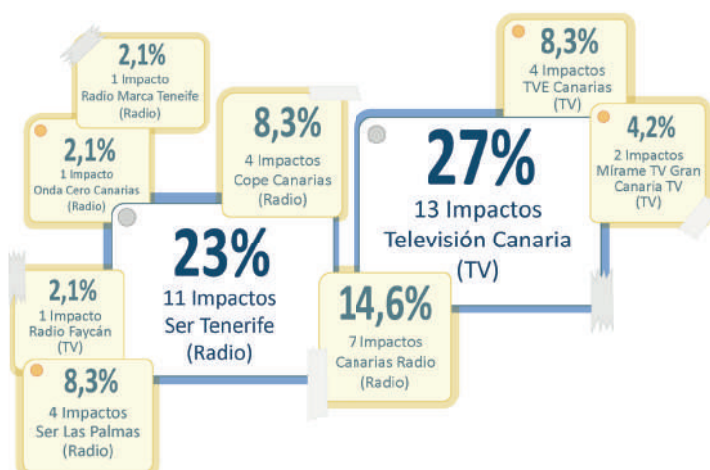 2,1%
1 Impacto
Radio Marca Teneife
(Radio)
2,1%
1 Impacto
Onda Cero Canarias
(Radio)
8,3%
4 Impactos
Cope Canarias
(Radio)
23%
11 Impactos
Ser Tenerife
(Radio)
2,1%
1 Impacto
Radio Faycán
(TV)
8,3%
4 Impactos
Ser Las Palmas
(Radio)
8,3%
4 Impactos
TVE Canarias
(TV)
27%
13 Impactos
Televisión Canaria
(TV)
4,2%
2 Impactos
Mírame TV Gran
Canaria TV
(TV)
14,6%
7 Impactos
Canarias Radio
(Radio)